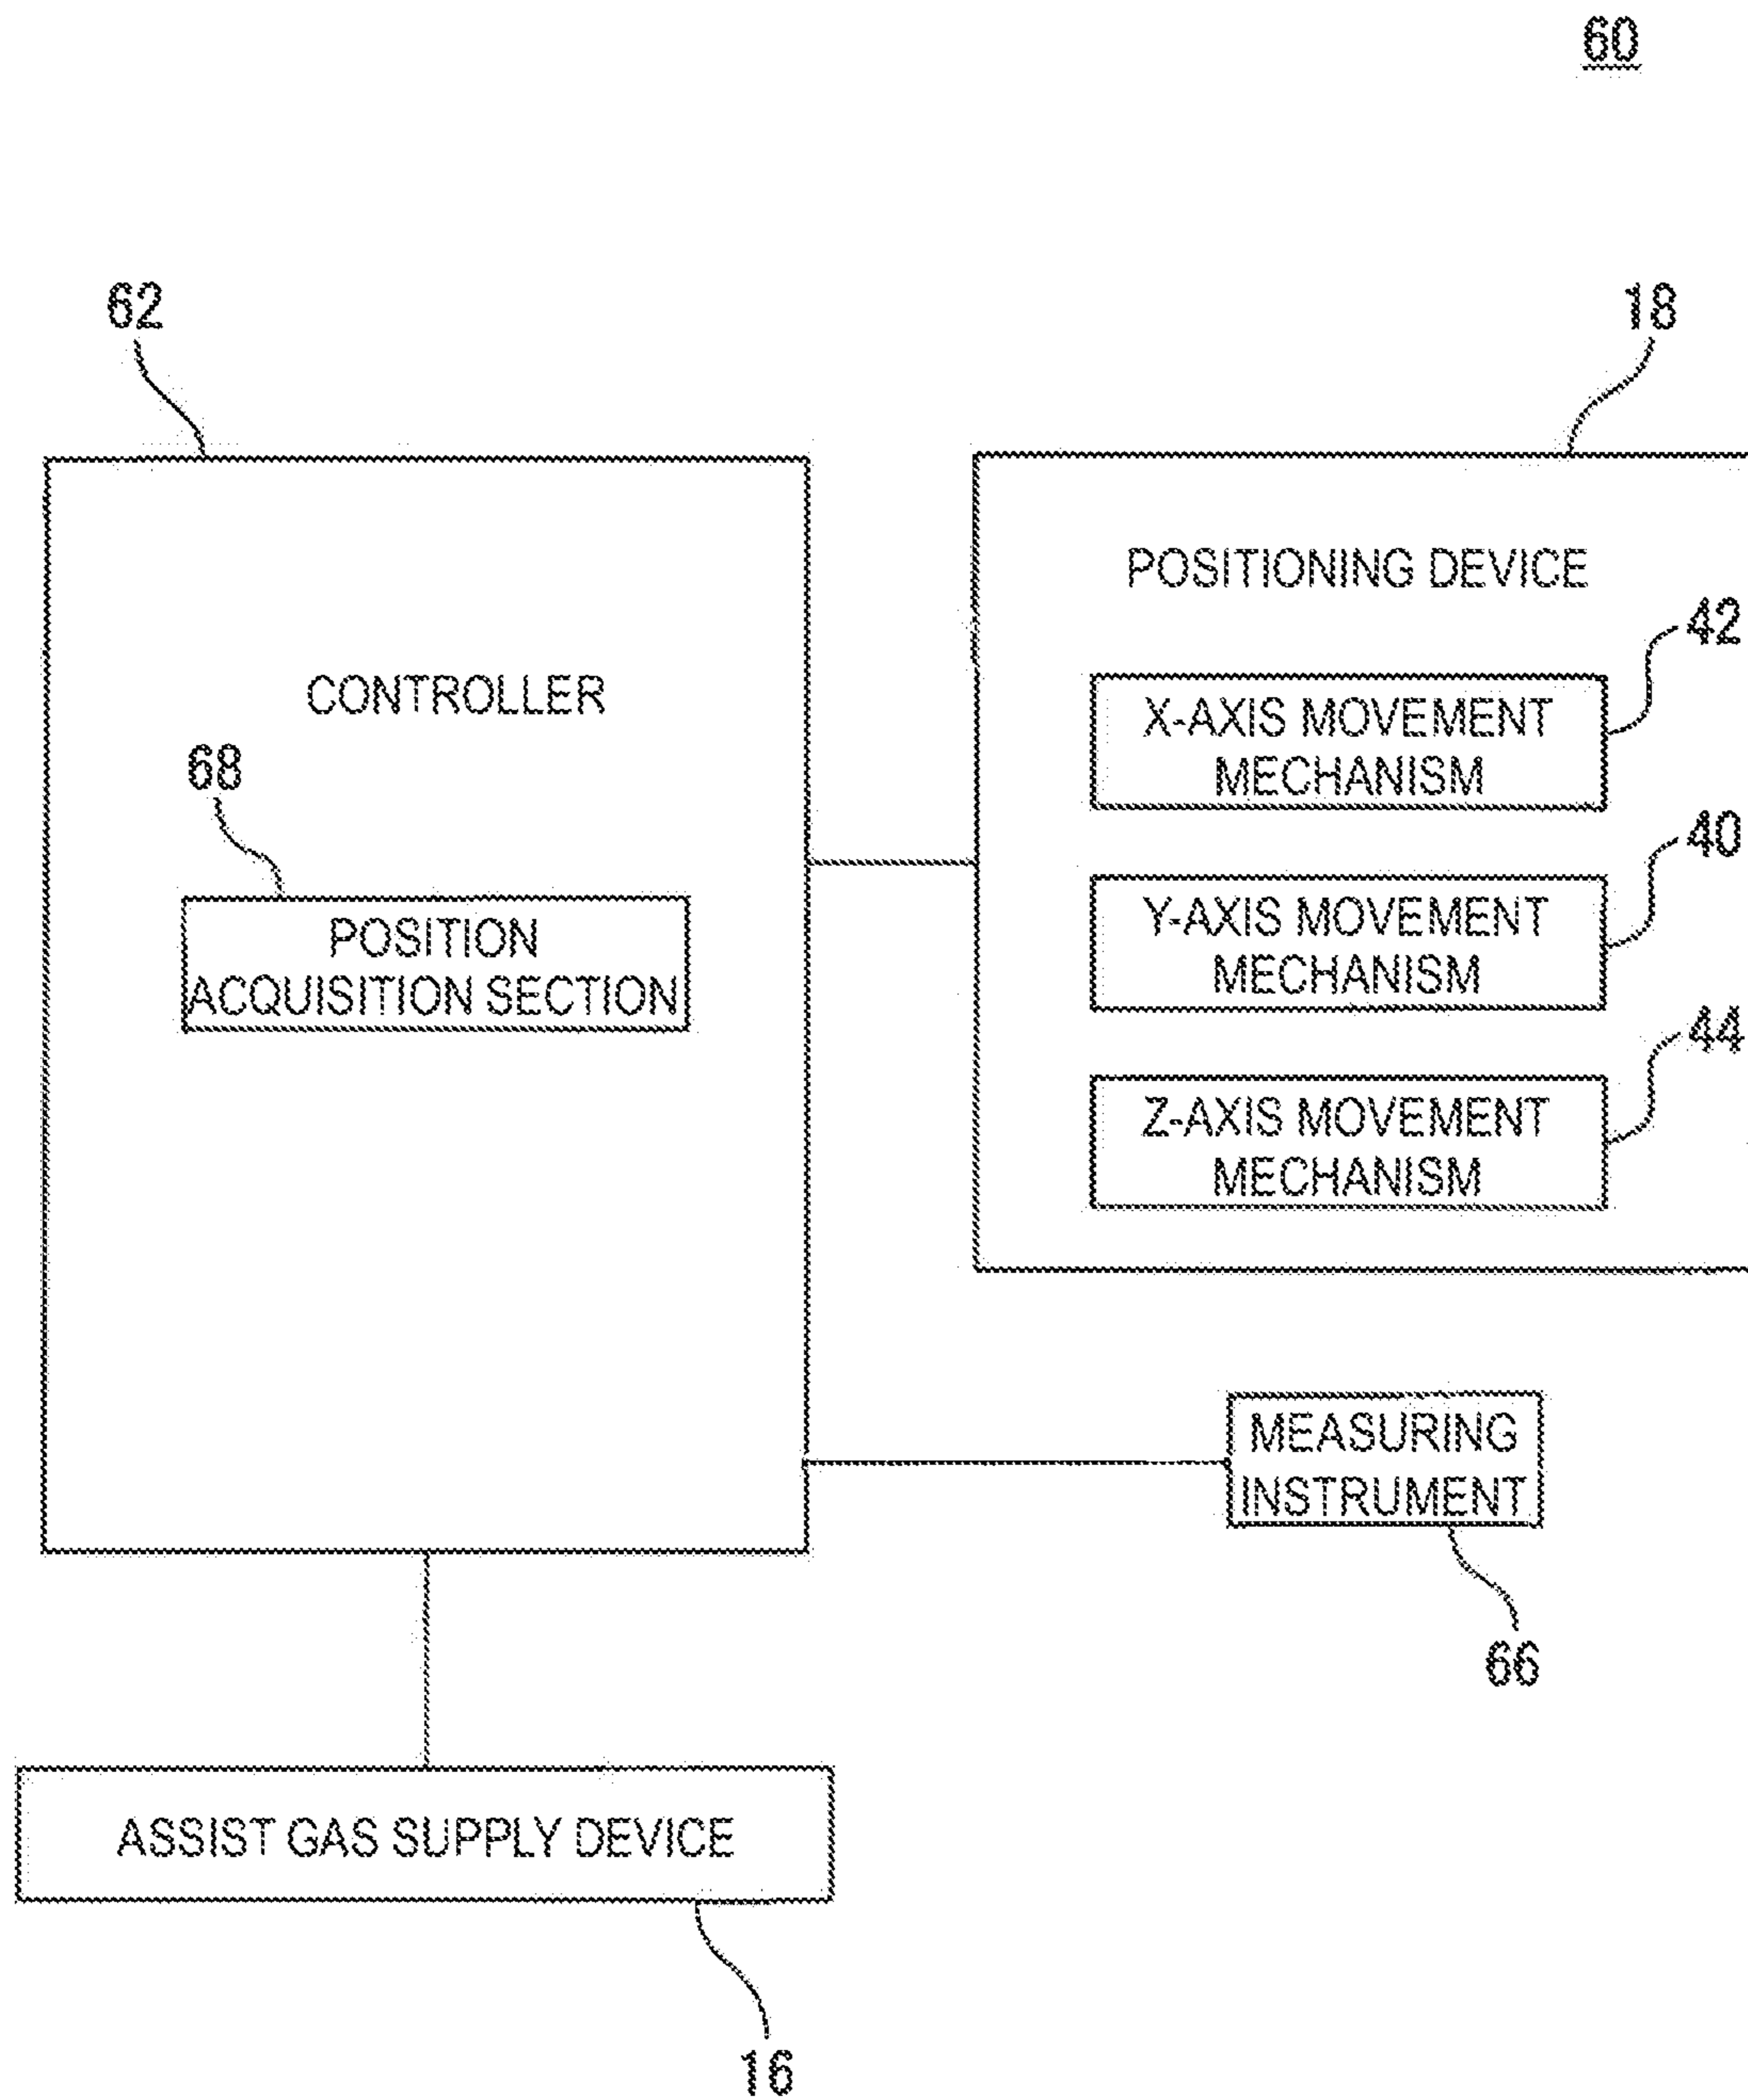 60
62
18
POSITIONING DEVICE
42
CONTROLLER
X-AXIS MOVEMENT
MECHANISM
68
40
POSITION
ACQUISITION SECTION
Y-AXIS MOVEMENT
MECHANISM
44
Z-AXIS MOVEMENT
MECHANISM
MEASURING
INSTRUMENT
66
ASSIST GAS SUPPLY DEVICE
16